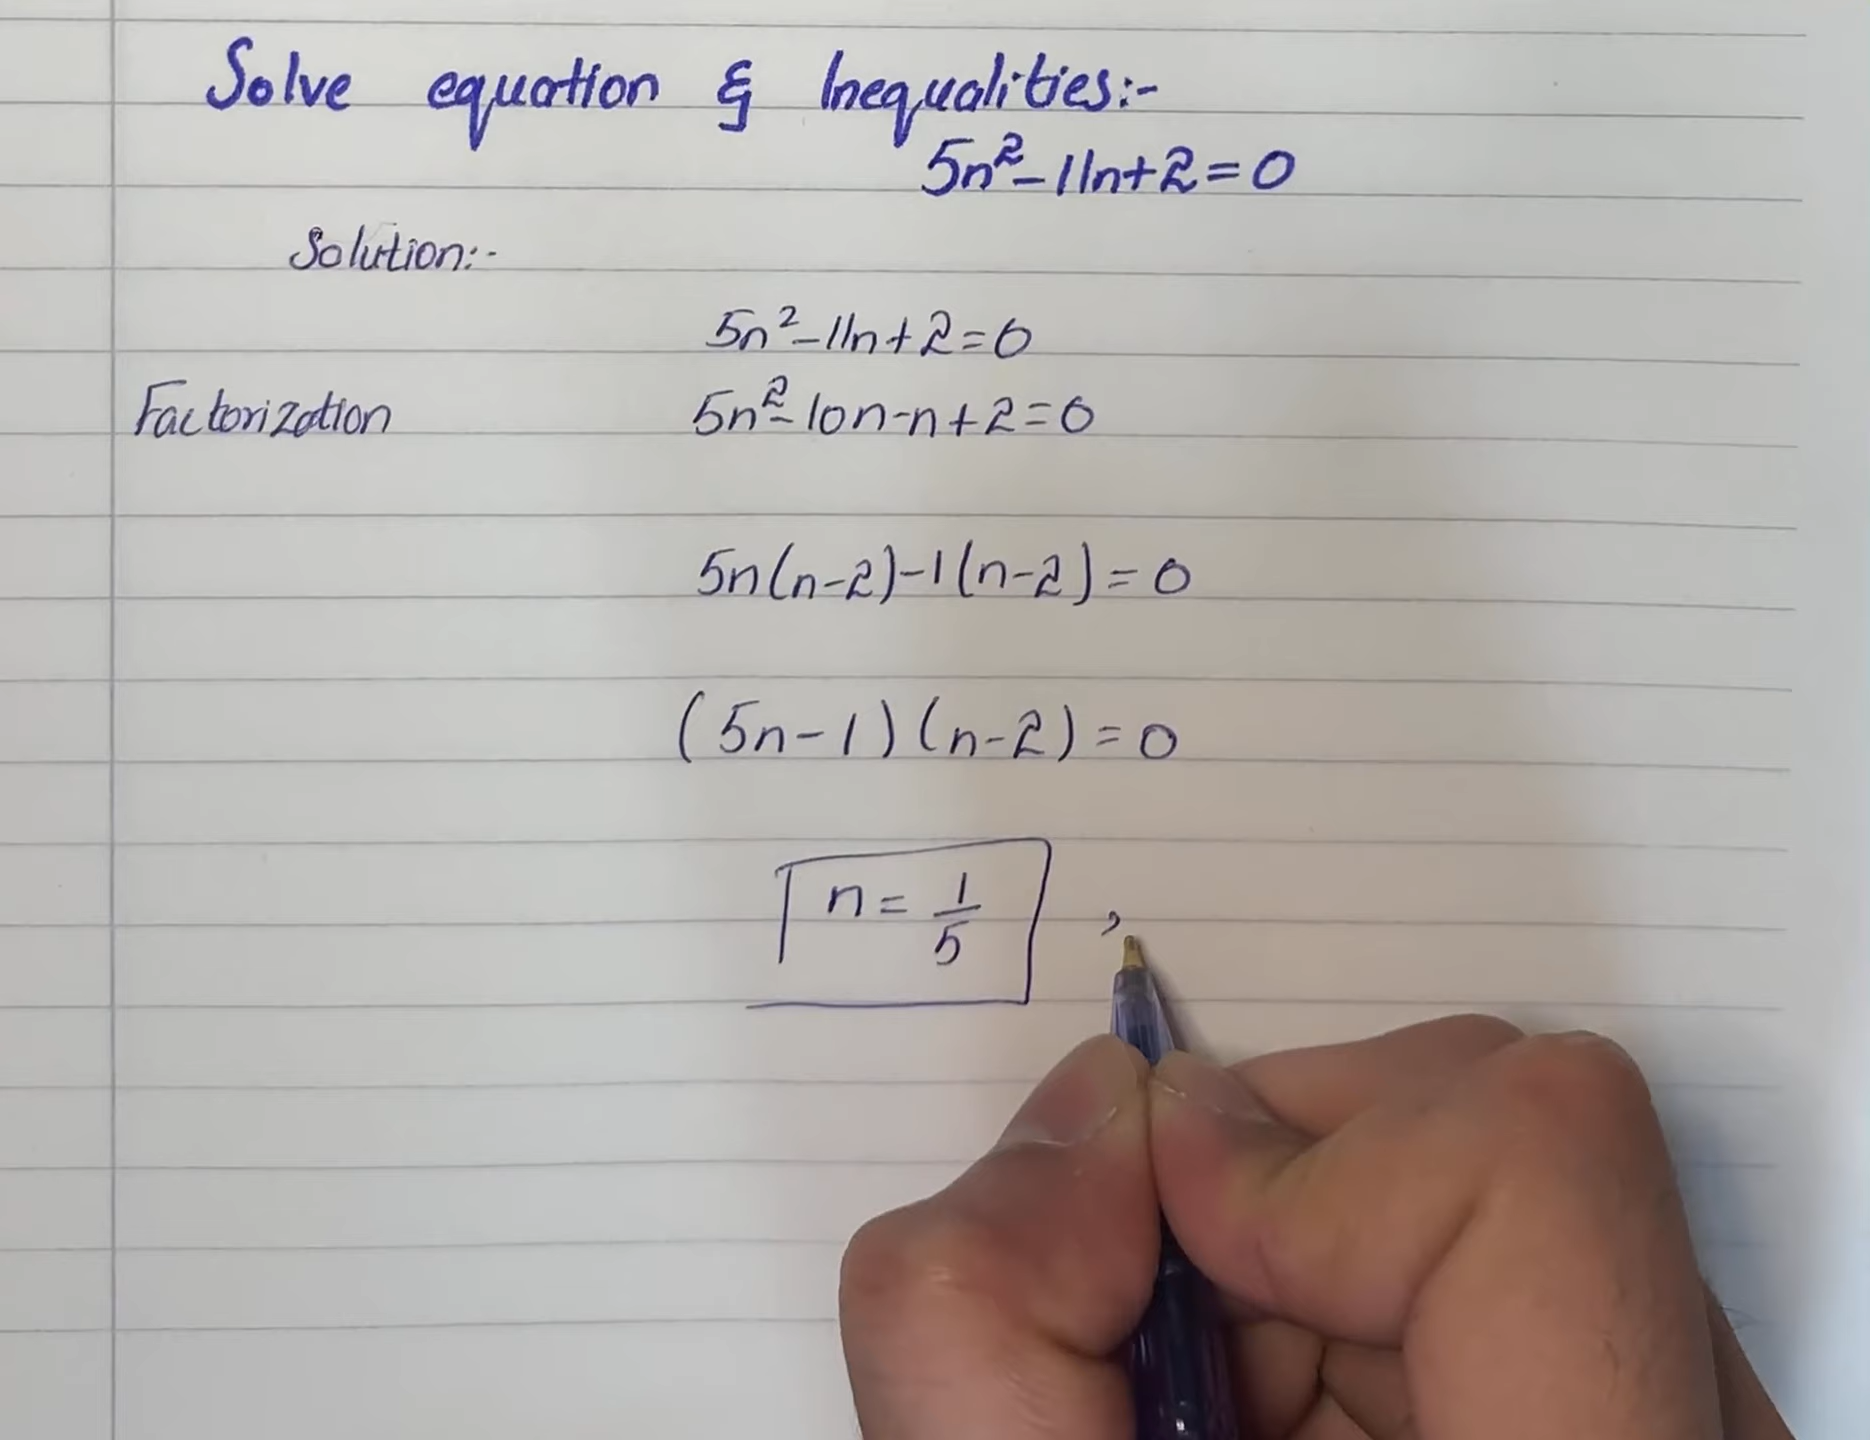 Solve equation & Inequalities:-
5n²-11n+2=0
Solution:-
5n²-11n+2=0
Factorization 5n²-10n-n+2=0
5n(n-2)-1(n-2)=0
(5n-1)(n-2)=0
n=1/5 ,